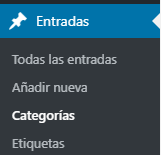 Entradas
Todas las entradas
Añadir nueva
Categorías
Etiquetas